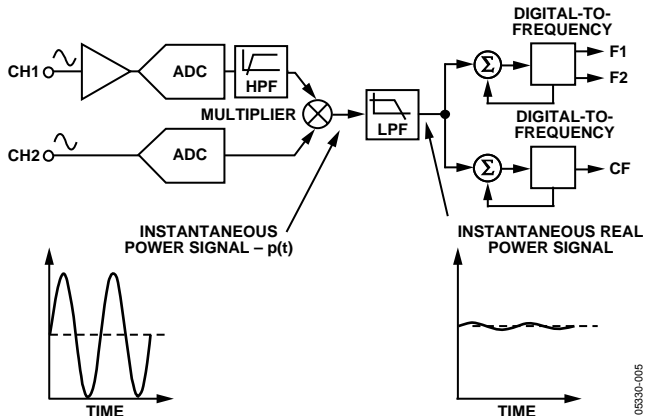 DIGITAL-TO-
FREQUENCY
CH1
ADC
HPF
Σ
F1
F2
MULTIPLIER
LPF
DIGITAL-TO-
FREQUENCY
CH2
ADC
Σ
CF
INSTANTANEOUS
POWER SIGNAL – p(t)
INSTANTANEOUS REAL
POWER SIGNAL
TIME
TIME
05330-005